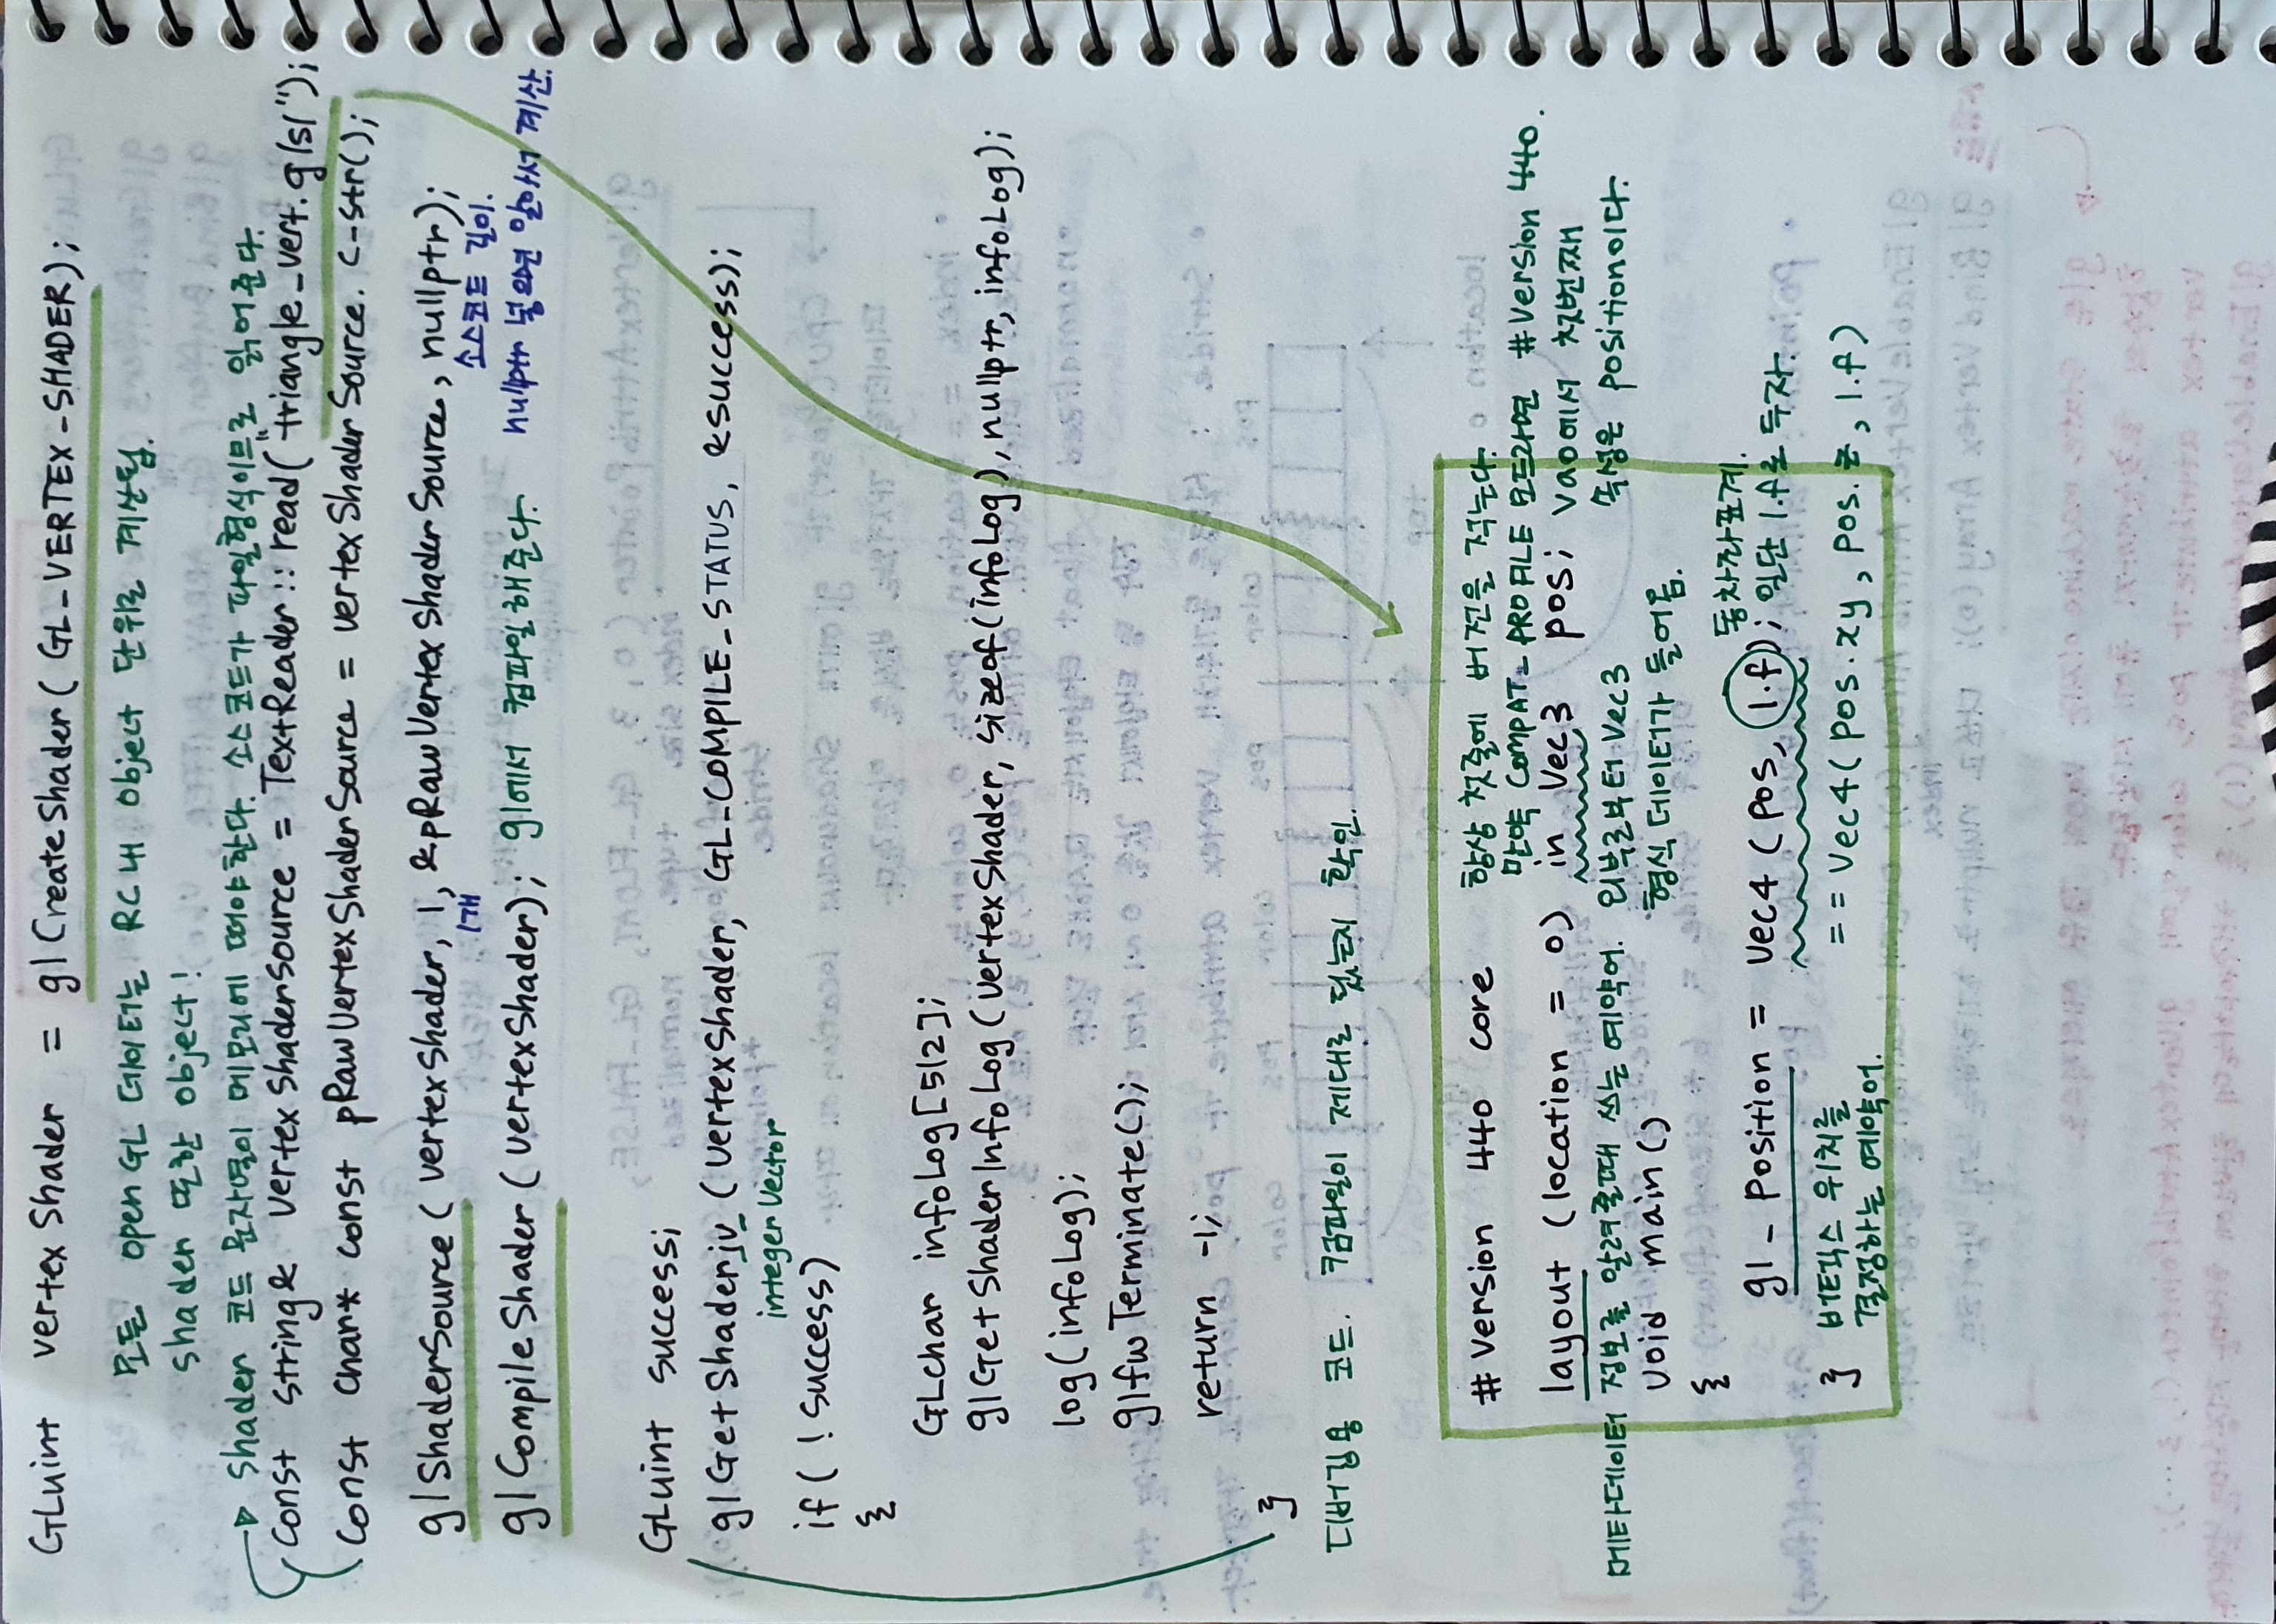 GLuint vertexShader = glCreateShader(GL_VERTEX_SHADER);
모든 openGL 데이터는 RC내 object 단위로 계산됨.
shader 또한 object!
shader 코드 문자열이 메모리에 떠야한다. 소스코드가 파일형식이므로 읽어준다.
const string& vertexShaderSource = TextReader::read("triangle_vert.glsl");
const char* const pRawVertexShaderSource = vertexShaderSource.c_str();
glShaderSource(vertexShader, 1, &pRawVertexShaderSource, nullptr);
1개 소스코드 길이.
glCompileShader(vertexShader); gl에서 컴파일해준다. nullptr 넣으면 알아서 계산.
GLuint success;
glGetShaderiv(vertexShader, GL_COMPILE_STATUS, &success);
integer vector
if(!success)
{
GLchar infoLog[512];
glGetShaderInfoLog(vertexShader, sizeof(infoLog), nullptr, infoLog);
log(infoLog);
glfwTerminate();
return -1;
}
디버깅용 코드. 컴파일이 제대로 됐는지 확인.
#version 440 core 항상 첫줄에 버전을 적는다.
만약 COMPAT_PROFILE 모드라면 #version 440.
layout (location = 0) in vec3 pos; vao에서 첫번째
메타데이터 정보를 알려줄때 쓰는 예약어. 외부로부터 vec3 속성은 position이다.
void main() 형식 데이터가 들어옴.
{
동차좌표계.
gl_position = vec4(pos, 1.f); 일단 1.f로 두자.
} 버텍스 위치를 == vec4(pos.xy, pos.z, 1.f)
결정하는 예약어.